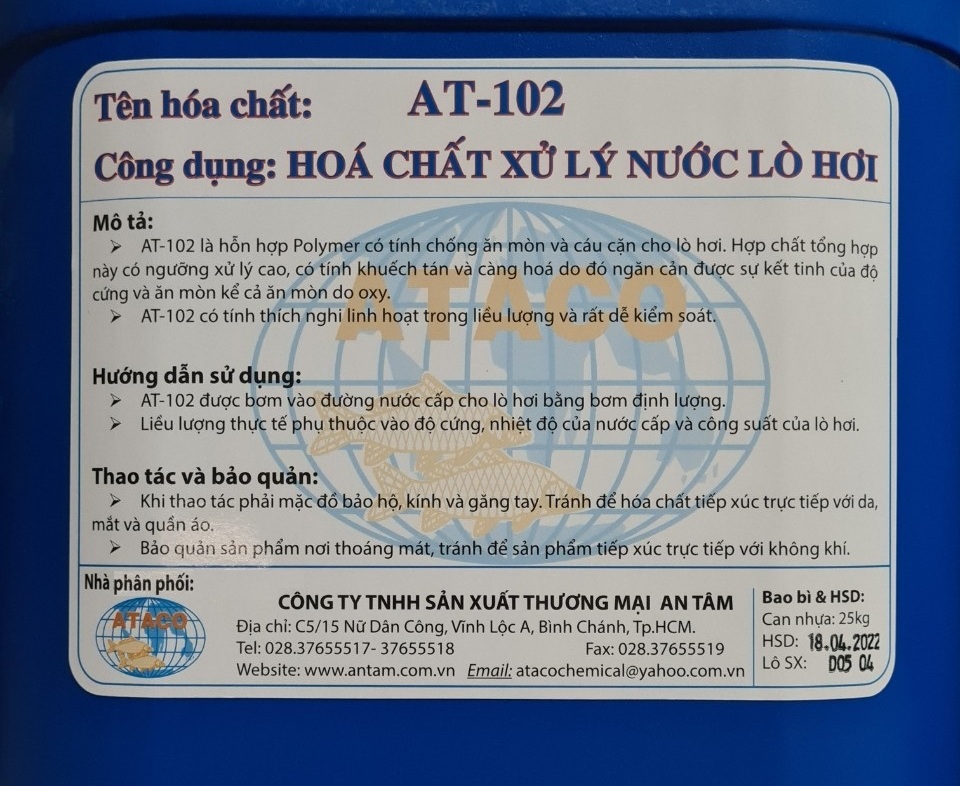 Tên hóa chất: AT-102
Công dụng: HOÁ CHẤT XỬ LÝ NƯỚC LÒ HƠI
Mô tả:
➢ AT-102 là hỗn hợp Polymer có tính chống ăn mòn và cáu cặn cho lò hơi. Hợp chất tổng hợp
này có ngưỡng xử lý cao, có tính khuếch tán và càng hoá do đó ngăn cản được sự kết tinh của độ
cứng và ăn mòn kể cả ăn mòn do oxy.
➢ AT-102 có tính thích nghi linh hoạt trong liều lượng và rất dễ kiểm soát.
ATACO
Hướng dẫn sử dụng:
➢ AT-102 được bơm vào đường nước cấp cho lò hơi bằng bơm định lượng.
➢ Liều lượng thực tế phụ thuộc vào độ cứng, nhiệt độ của nước cấp và công suất của lò hơi.
Thao tác và bảo quản:
➢ Khi thao tác phải mặc đồ bảo hộ, kính và găng tay. Tránh để hóa chất tiếp xúc trực tiếp với da,
mắt và quần áo.
➢ Bảo quản sản phẩm nơi thoáng mát, tránh để sản phẩm tiếp xúc trực tiếp với không khí.
Nhà phân phối:
ATACO
CÔNG TY TNHH SẢN XUẤT THƯƠNG MẠI AN TÂM
Địa chỉ: C5/15 Nữ Dân Công, Vĩnh Lộc A, Bình Chánh, Tp.HCM.
Tel: 028.37655517- 37655518 Fax: 028.37655519
Website: www.antam.com.vn Email: atacochemical@yahoo.com.vn
Bao bì & HSD:
Can nhựa: 25kg
HSD: 18.04.2022
Lô SX: D05 04